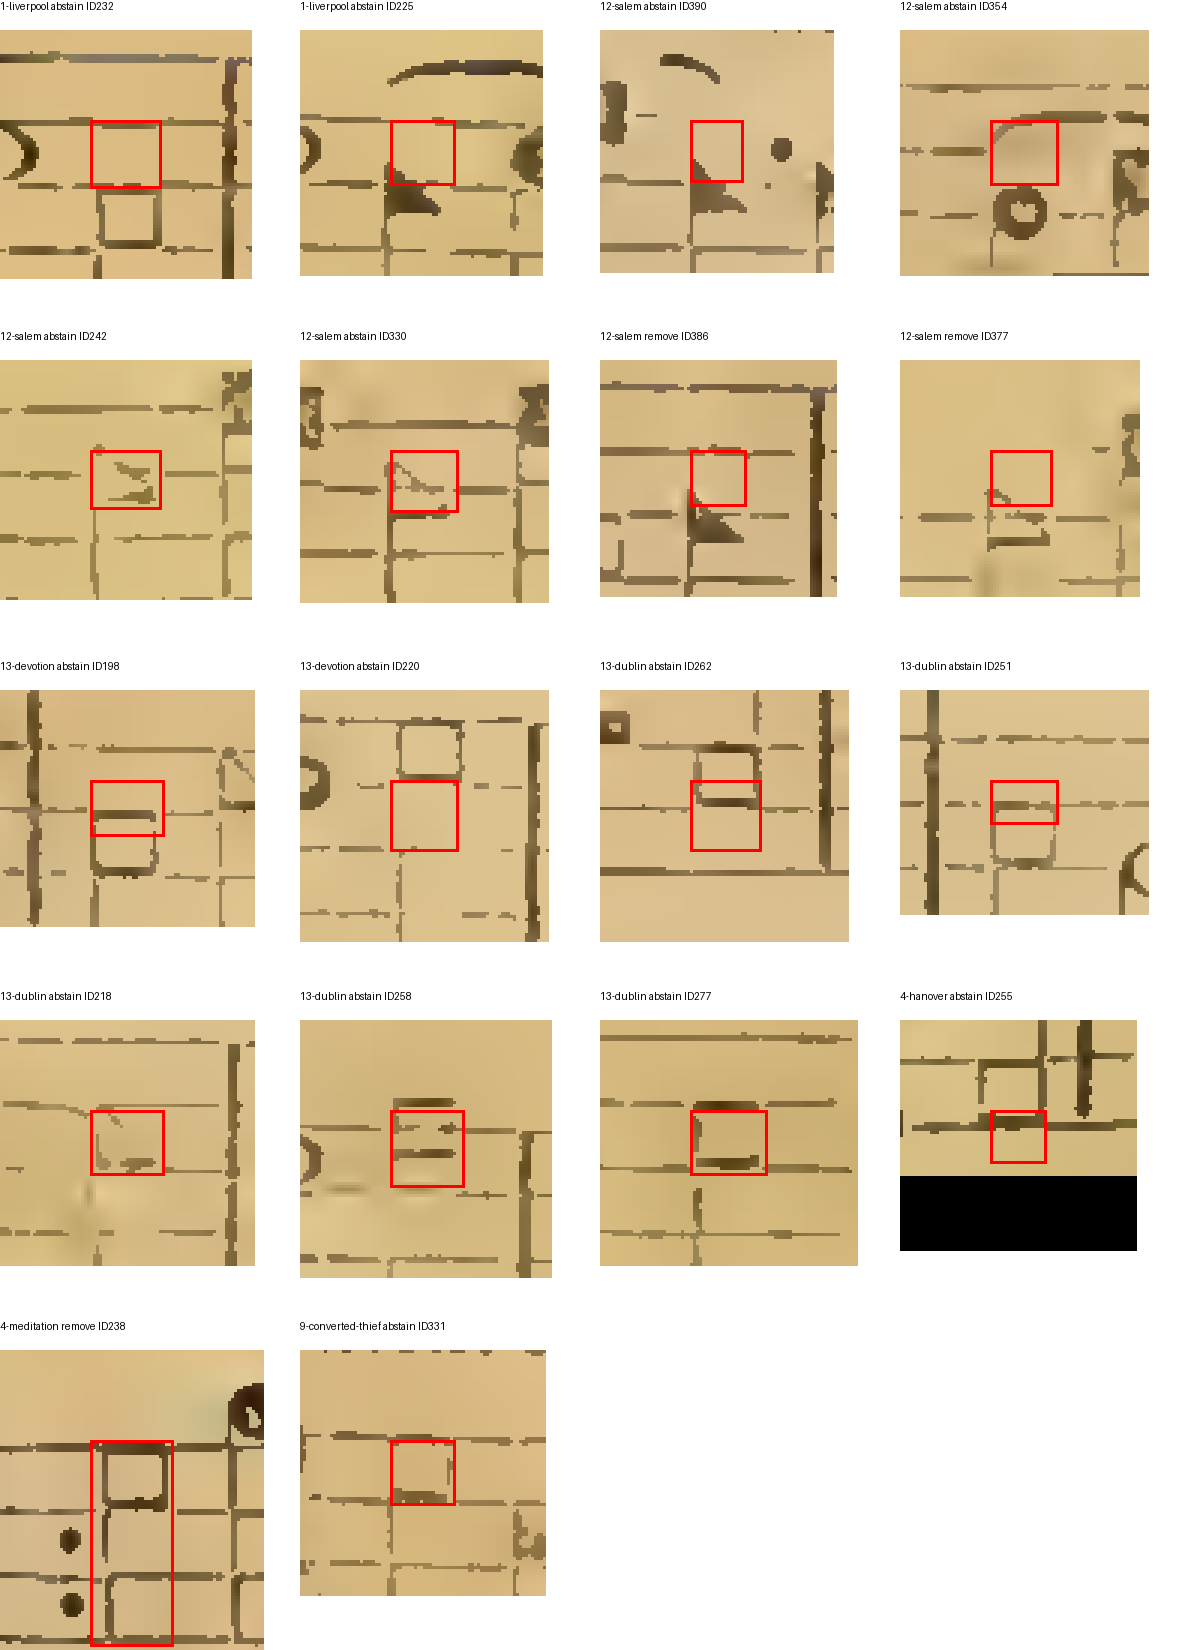 1-liverpool abstain ID232
1-liverpool abstain ID225
12-salem abstain ID390
12-salem abstain ID354
12-salem abstain ID242
12-salem abstain ID330
12-salem remove ID386
12-salem remove ID377
13-devotion abstain ID198
13-devotion abstain ID220
13-dublin abstain ID262
13-dublin abstain ID251
13-dublin abstain ID218
13-dublin abstain ID258
13-dublin abstain ID277
4-hanover abstain ID255
4-meditation remove ID238
9-converted-thief abstain ID331